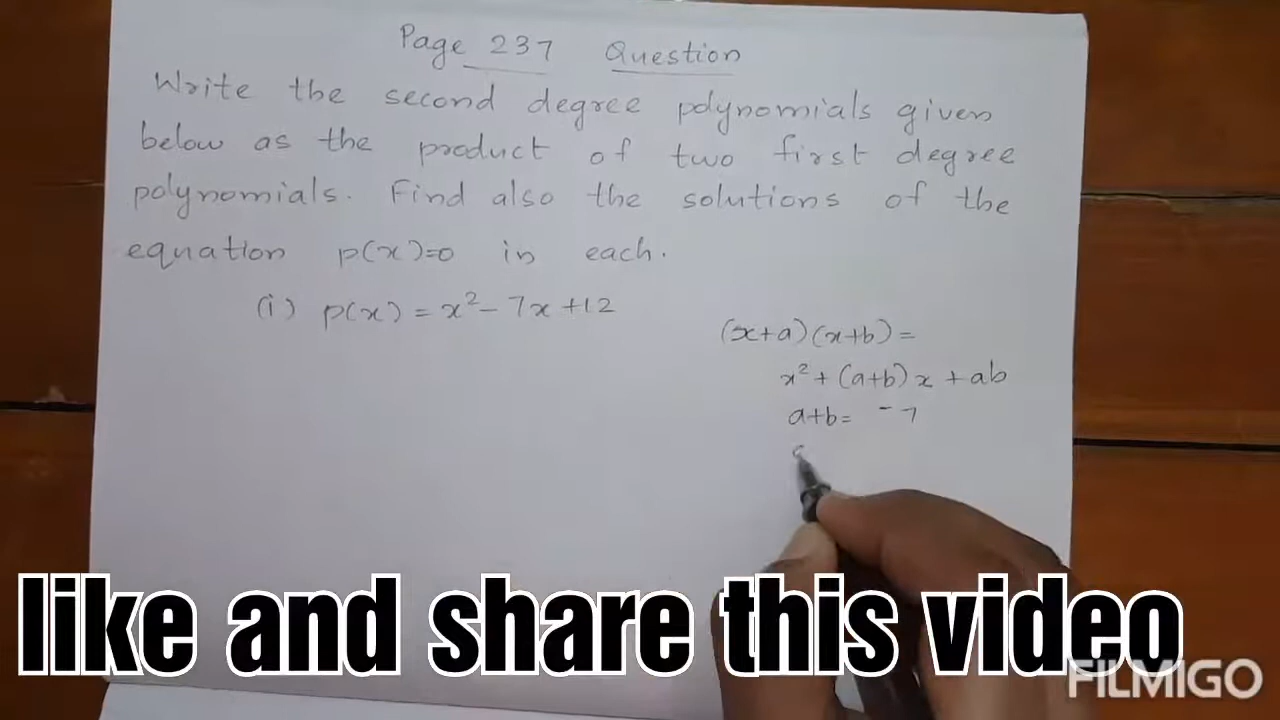 Page 237 Question
Write the second degree polynomials given
below as the product of two first degree
polynomials. Find also the solutions of the
equation p(x)=0 in each.
(i) p(x) = x² - 7x + 12
(x+a)(x+b) =
x² + (a+b)x + ab
a+b = -7
like and share this video
FILMIGO